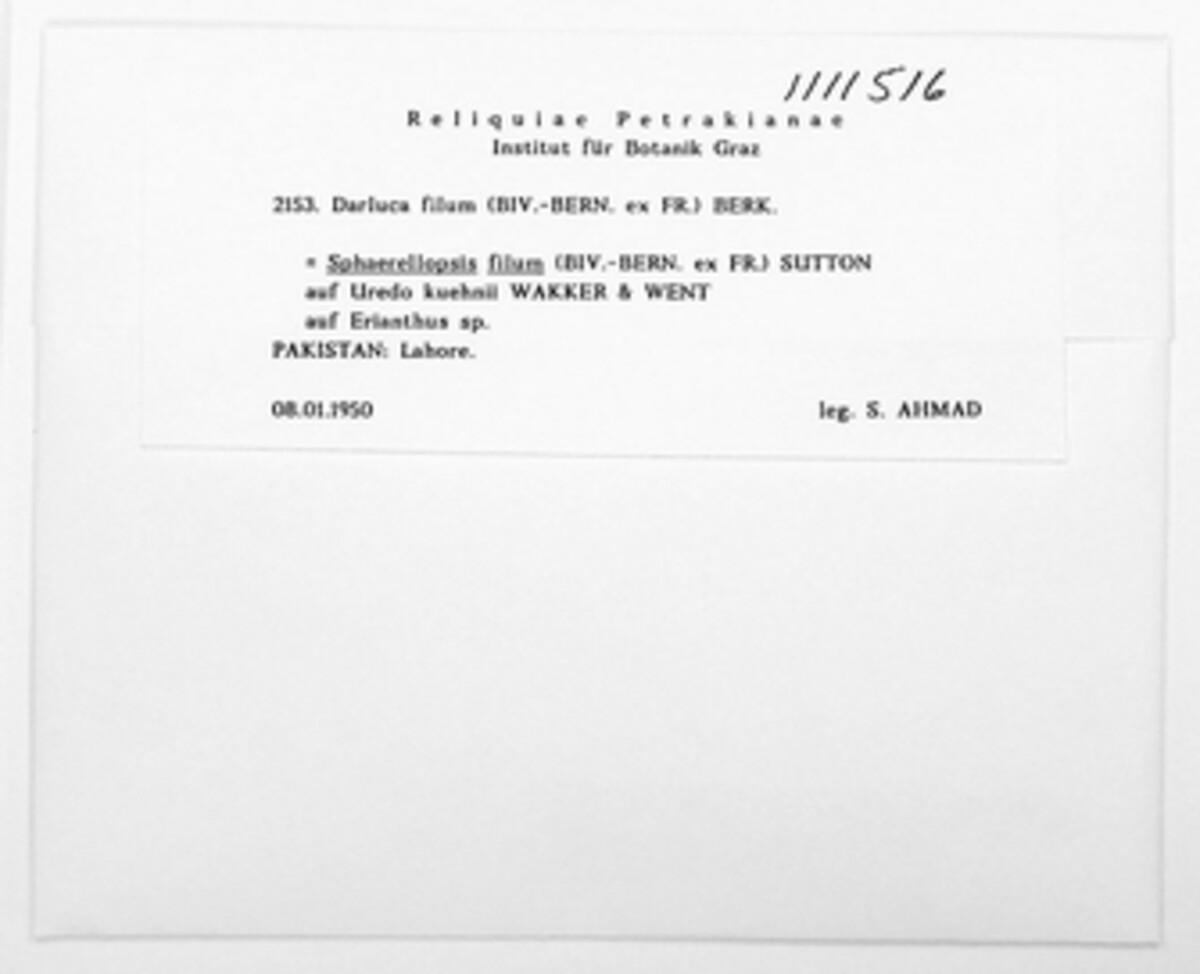 1111516
Reliquiae Petrakianae
Institut für Botanik Graz
2153. Darluca filum (BIV.-BERN. ex FR.) BERK.
= Sphaerellopsis filum (BIV.-BERN. ex FR.) SUTTON
auf Uredo kuehnii WAKKER & WENT
auf Erianthus sp.
PAKISTAN: Lahore.
08.01.1950 leg. S. AHMAD